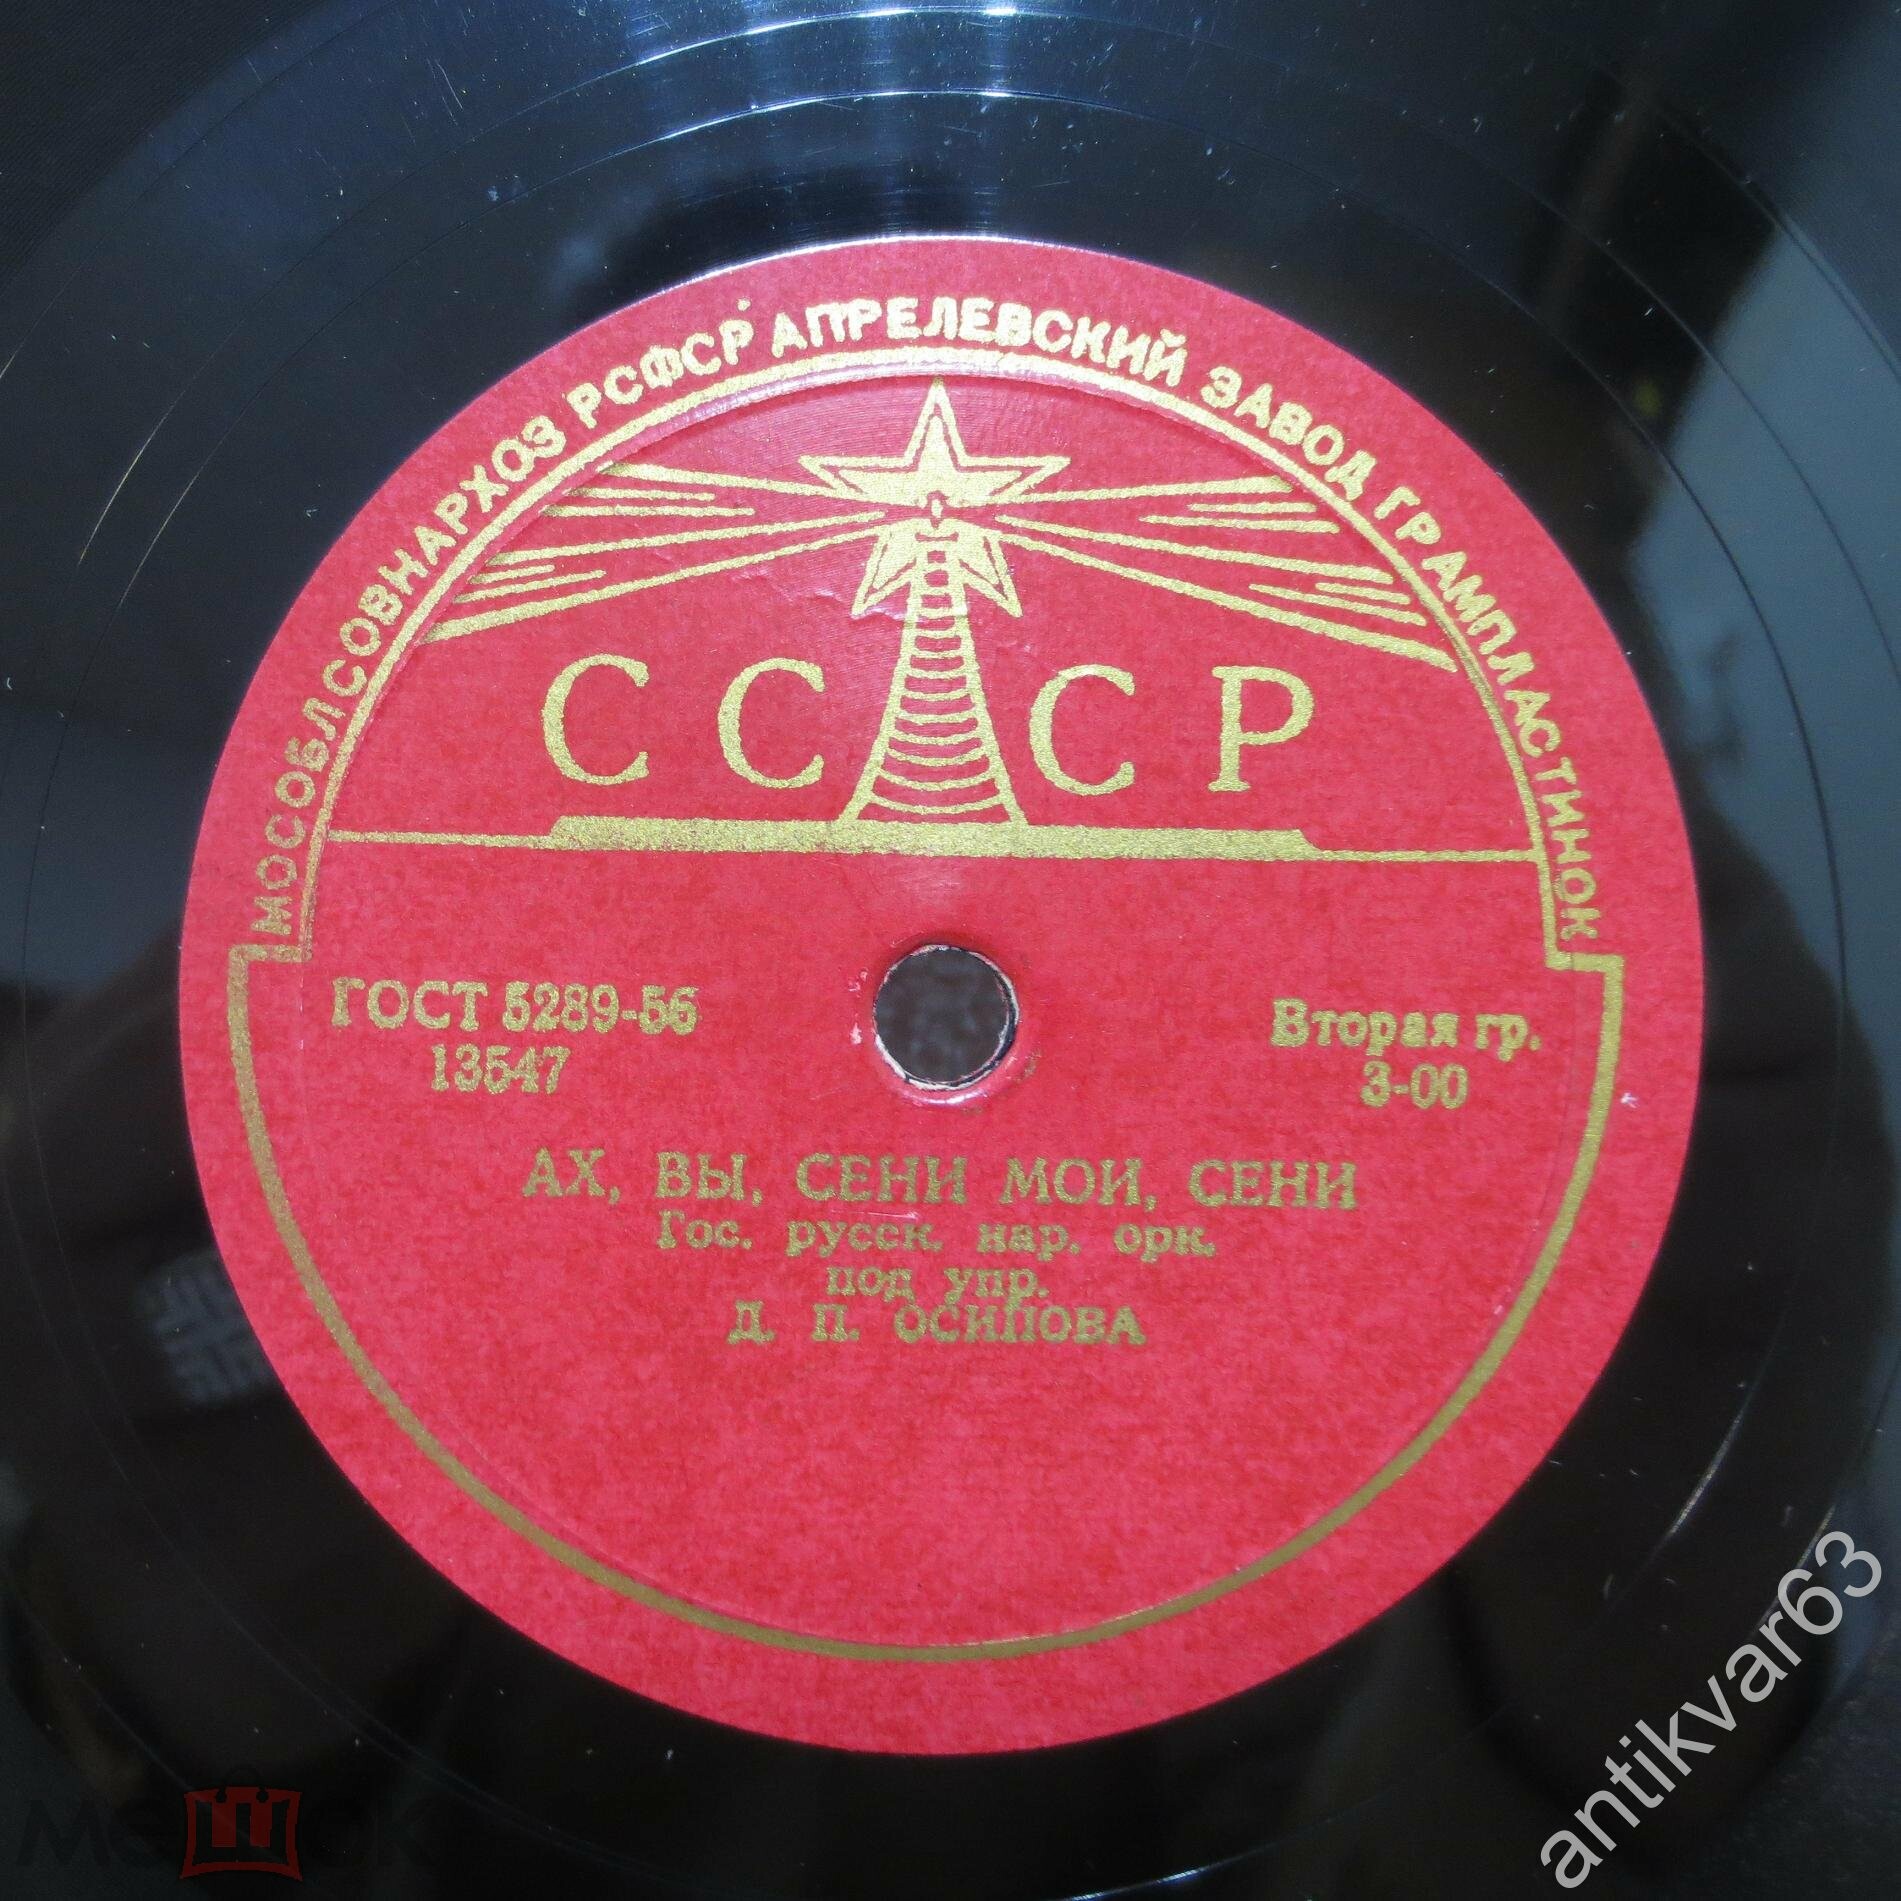 МОСОБЛСОВНАРХОЗ РСФСР АПРЕЛЕВСКИЙ ЗАВОД ГРАМПЛАСТИНОК
СССР
ГОСТ 5289-56
13547
Вторая гр.
3-00
АХ, ВЫ, СЕНИ МОИ, СЕНИ
Гос. русск. нар. орк.
под упр.
Д. П. ОСИПОВА
antikvar63
мешок